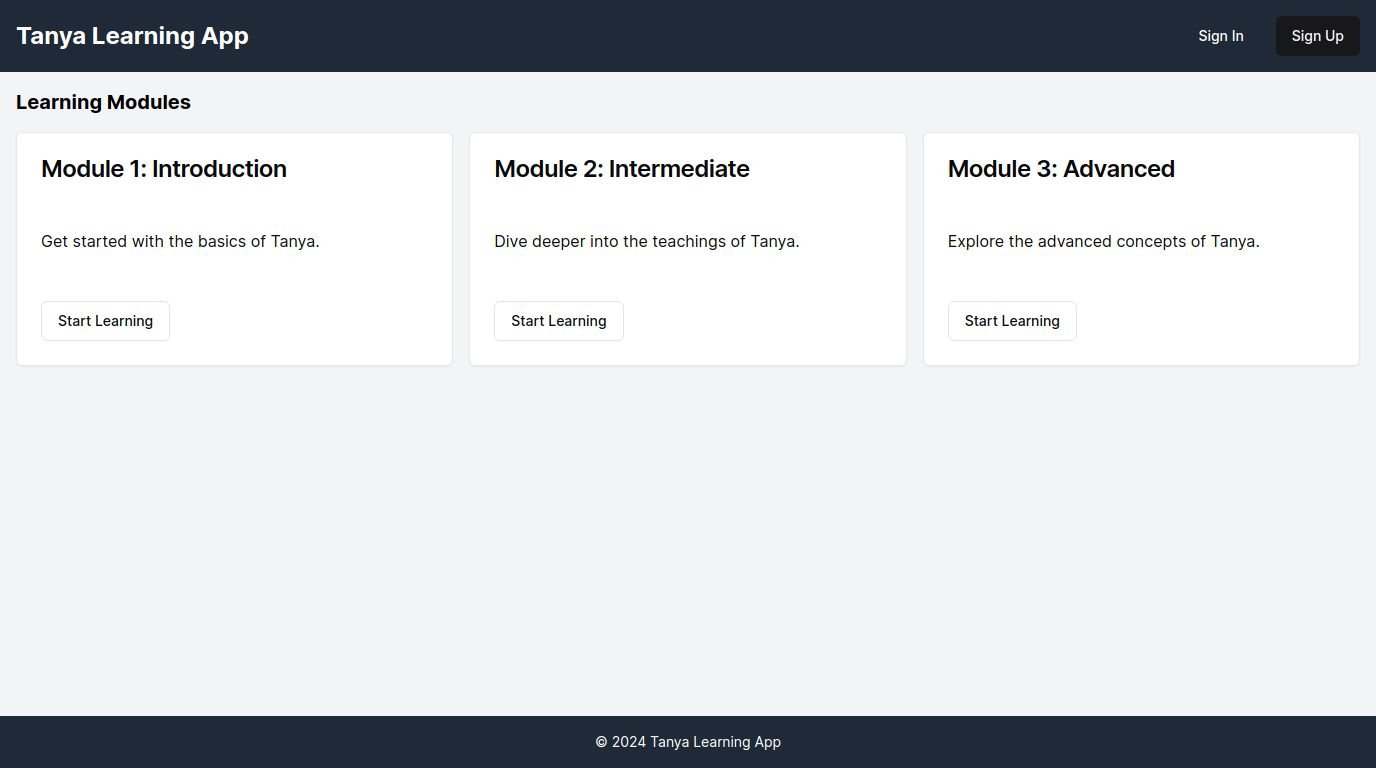 Tanya Learning App
Sign In
Sign Up
Learning Modules
Module 1: Introduction
Get started with the basics of Tanya.
Start Learning
Module 2: Intermediate
Dive deeper into the teachings of Tanya.
Start Learning
Module 3: Advanced
Explore the advanced concepts of Tanya.
Start Learning
© 2024 Tanya Learning App